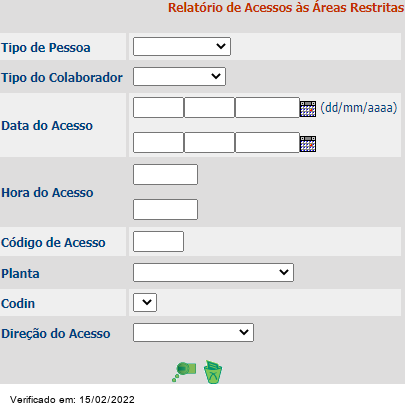 Relatório de Acessos às Áreas Restritas
Tipo de Pessoa
Tipo do Colaborador
Data do Acesso
(dd/mm/aaaa)
Hora do Acesso
Código de Acesso
Planta
Codin
Direção do Acesso
Verificado em: 15/02/2022